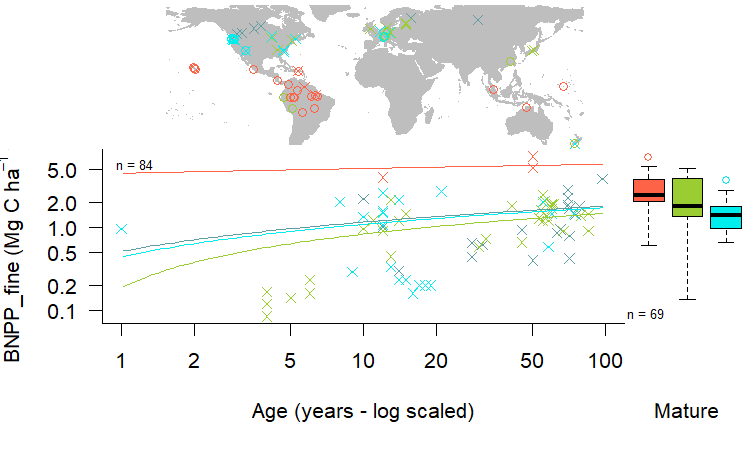 BNPP_fine (Mg C ha⁻¹
n = 84
5.0
2.0
1.0
0.5
0.2
0.1
n = 69
1 2 5 10 20 50 100
Age (years - log scaled)
Mature